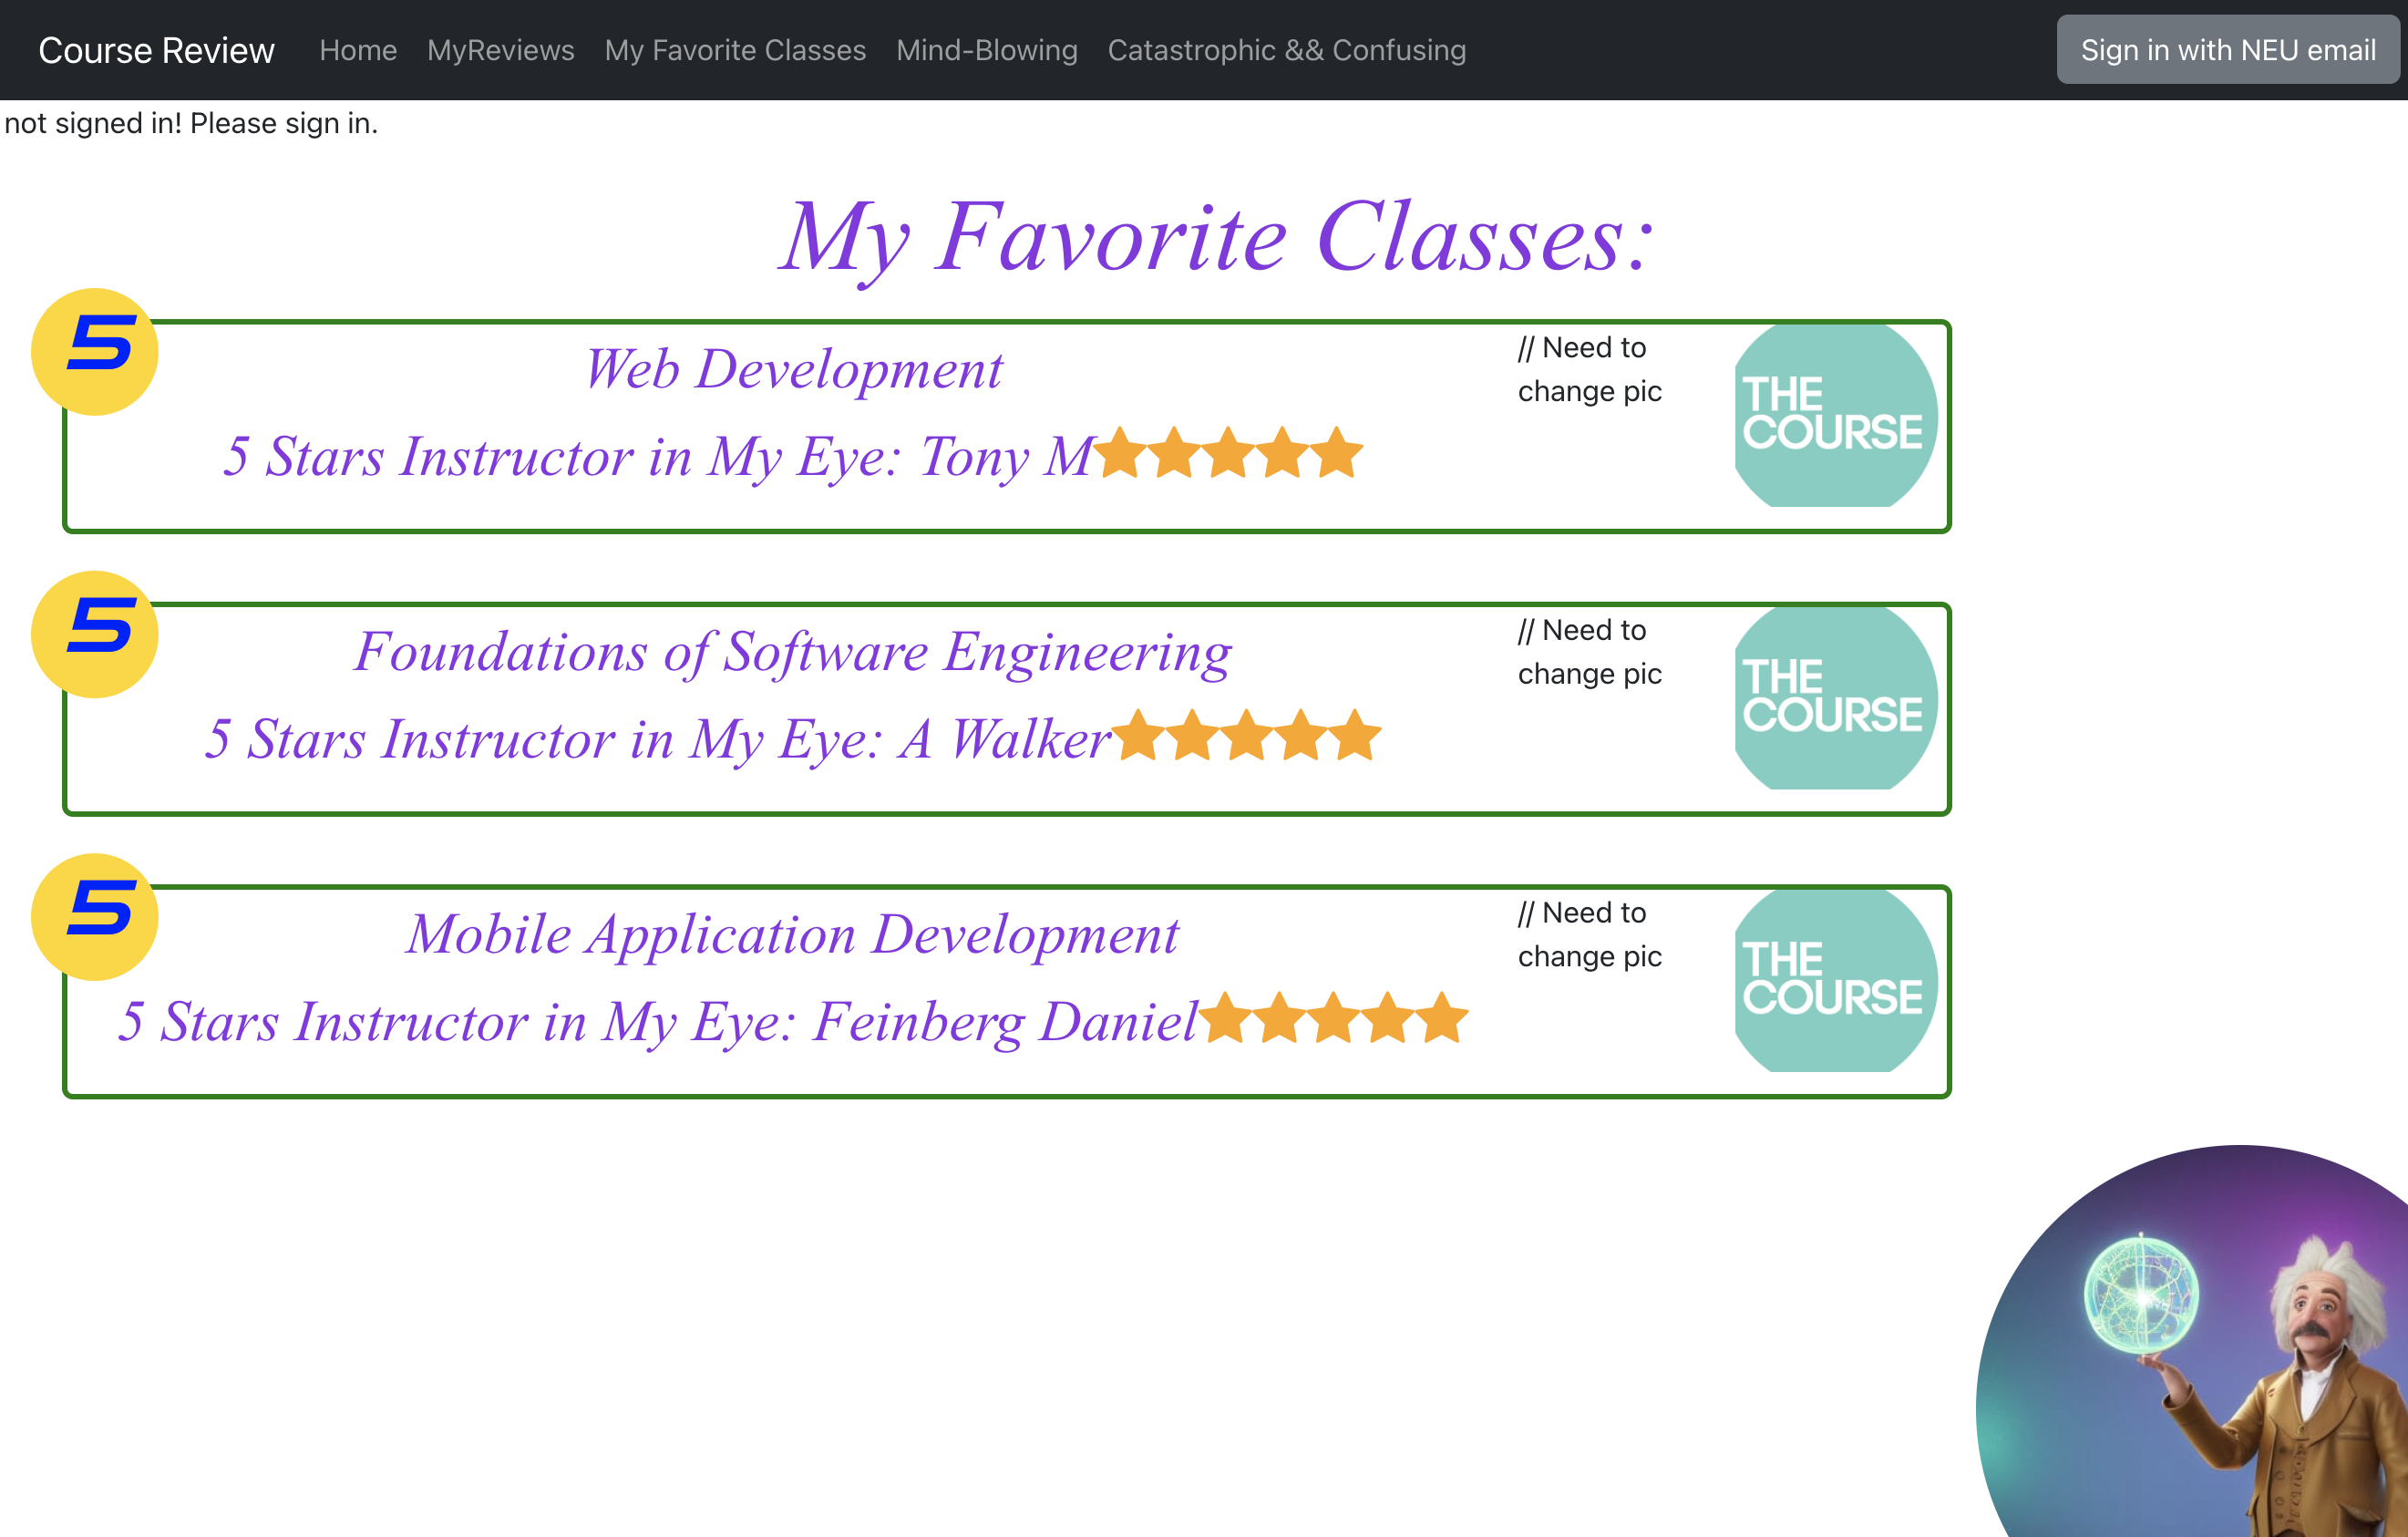 Course Review Home MyReviews My Favorite Classes Mind-Blowing Catastrophic && Confusing Sign in with NEU email
not signed in! Please sign in.
My Favorite Classes:
5
Web Development
5 Stars Instructor in My Eye: Tony M
// Need to
change pic
THE
COURSE
5
Foundations of Software Engineering
5 Stars Instructor in My Eye: A Walker
// Need to
change pic
THE
COURSE
5
Mobile Application Development
5 Stars Instructor in My Eye: Feinberg Daniel
// Need to
change pic
THE
COURSE